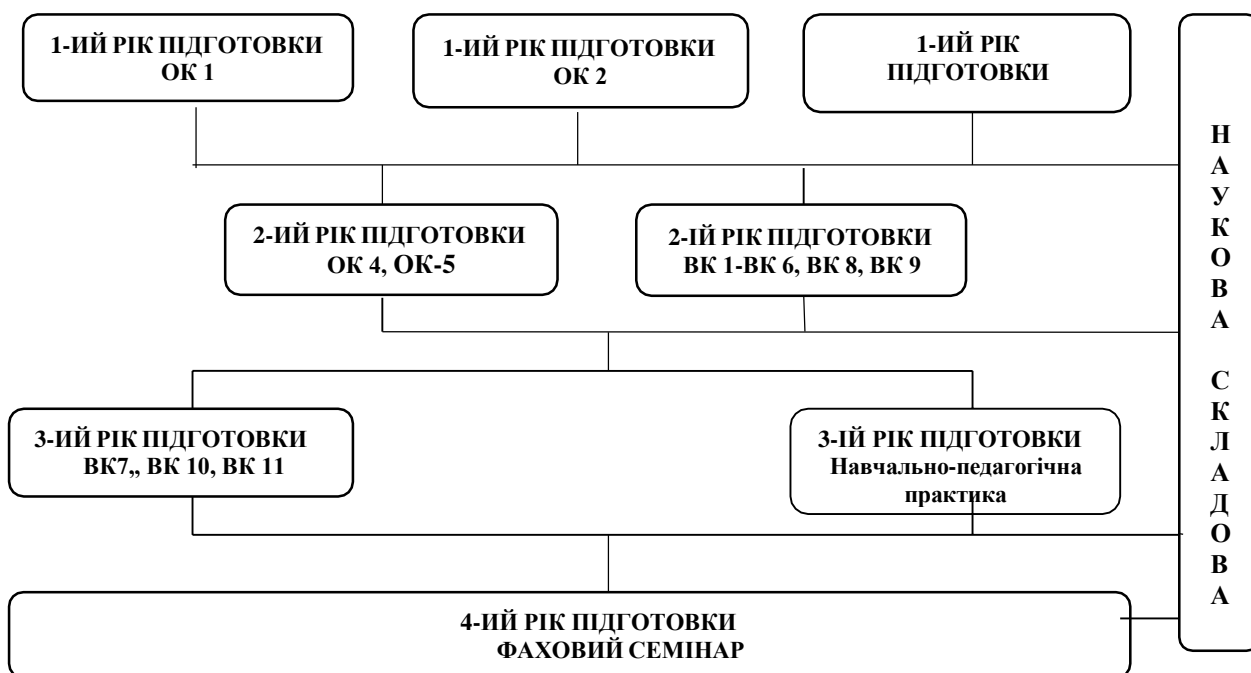 1-ИЙ РІК ПІДГОТОВКИ
ОК 1
1-ИЙ РІК ПІДГОТОВКИ
ОК 2
1-ИЙ РІК
ПІДГОТОВКИ
2-ИЙ РІК ПІДГОТОВКИ
ОК 4, ОК-5
2-ІЙ РІК ПІДГОТОВКИ
ВК 1-ВК 6, ВК 8, ВК 9
3-ИЙ РІК ПІДГОТОВКИ
ВК7,, ВК 10, ВК 11
3-ІЙ РІК ПІДГОТОВКИ
Навчально-педагогічна
практика
4-ИЙ РІК ПІДГОТОВКИ
ФАХОВИЙ СЕМІНАР
Н
А
У
К
О
В
А
С
К
Л
А
Д
О
В
А